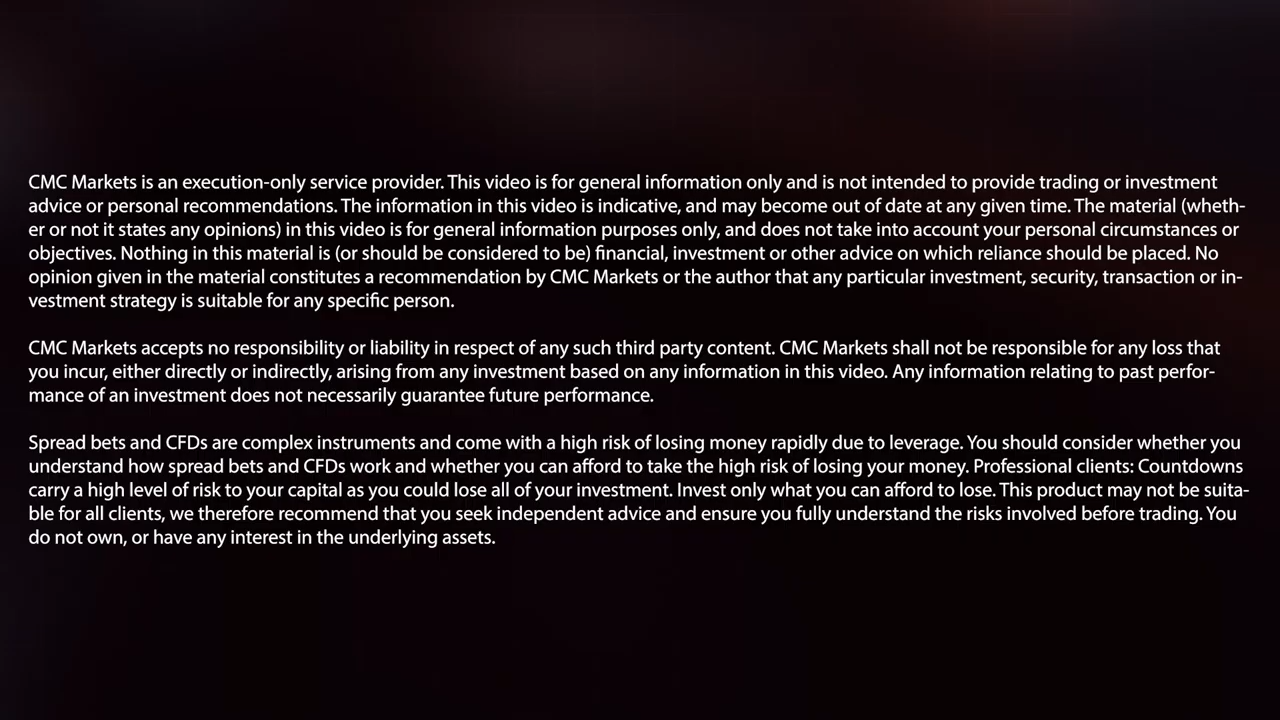 CMC Markets is an execution-only service provider. This video is for general information only and is not intended to provide trading or investment
advice or personal recommendations. The information in this video is indicative, and may become out of date at any given time. The material (wheth-
er or not it states any opinions) in this video is for general information purposes only, and does not take into account your personal circumstances or
objectives. Nothing in this material is (or should be considered to be) financial, investment or other advice on which reliance should be placed. No
opinion given in the material constitutes a recommendation by CMC Markets or the author that any particular investment, security, transaction or in-
vestment strategy is suitable for any specific person.
CMC Markets accepts no responsibility or liability in respect of any such third party content. CMC Markets shall not be responsible for any loss that
you incur, either directly or indirectly, arising from any investment based on any information in this video. Any information relating to past perfor-
mance of an investment does not necessarily guarantee future performance.
Spread bets and CFDs are complex instruments and come with a high risk of losing money rapidly due to leverage. You should consider whether you
understand how spread bets and CFDs work and whether you can afford to take the high risk of losing your money. Professional clients: Countdowns
carry a high level of risk to your capital as you could lose all of your investment. Invest only what you can afford to lose. This product may not be suita-
ble for all clients, we therefore recommend that you seek independent advice and ensure you fully understand the risks involved before trading. You
do not own, or have any interest in the underlying assets.